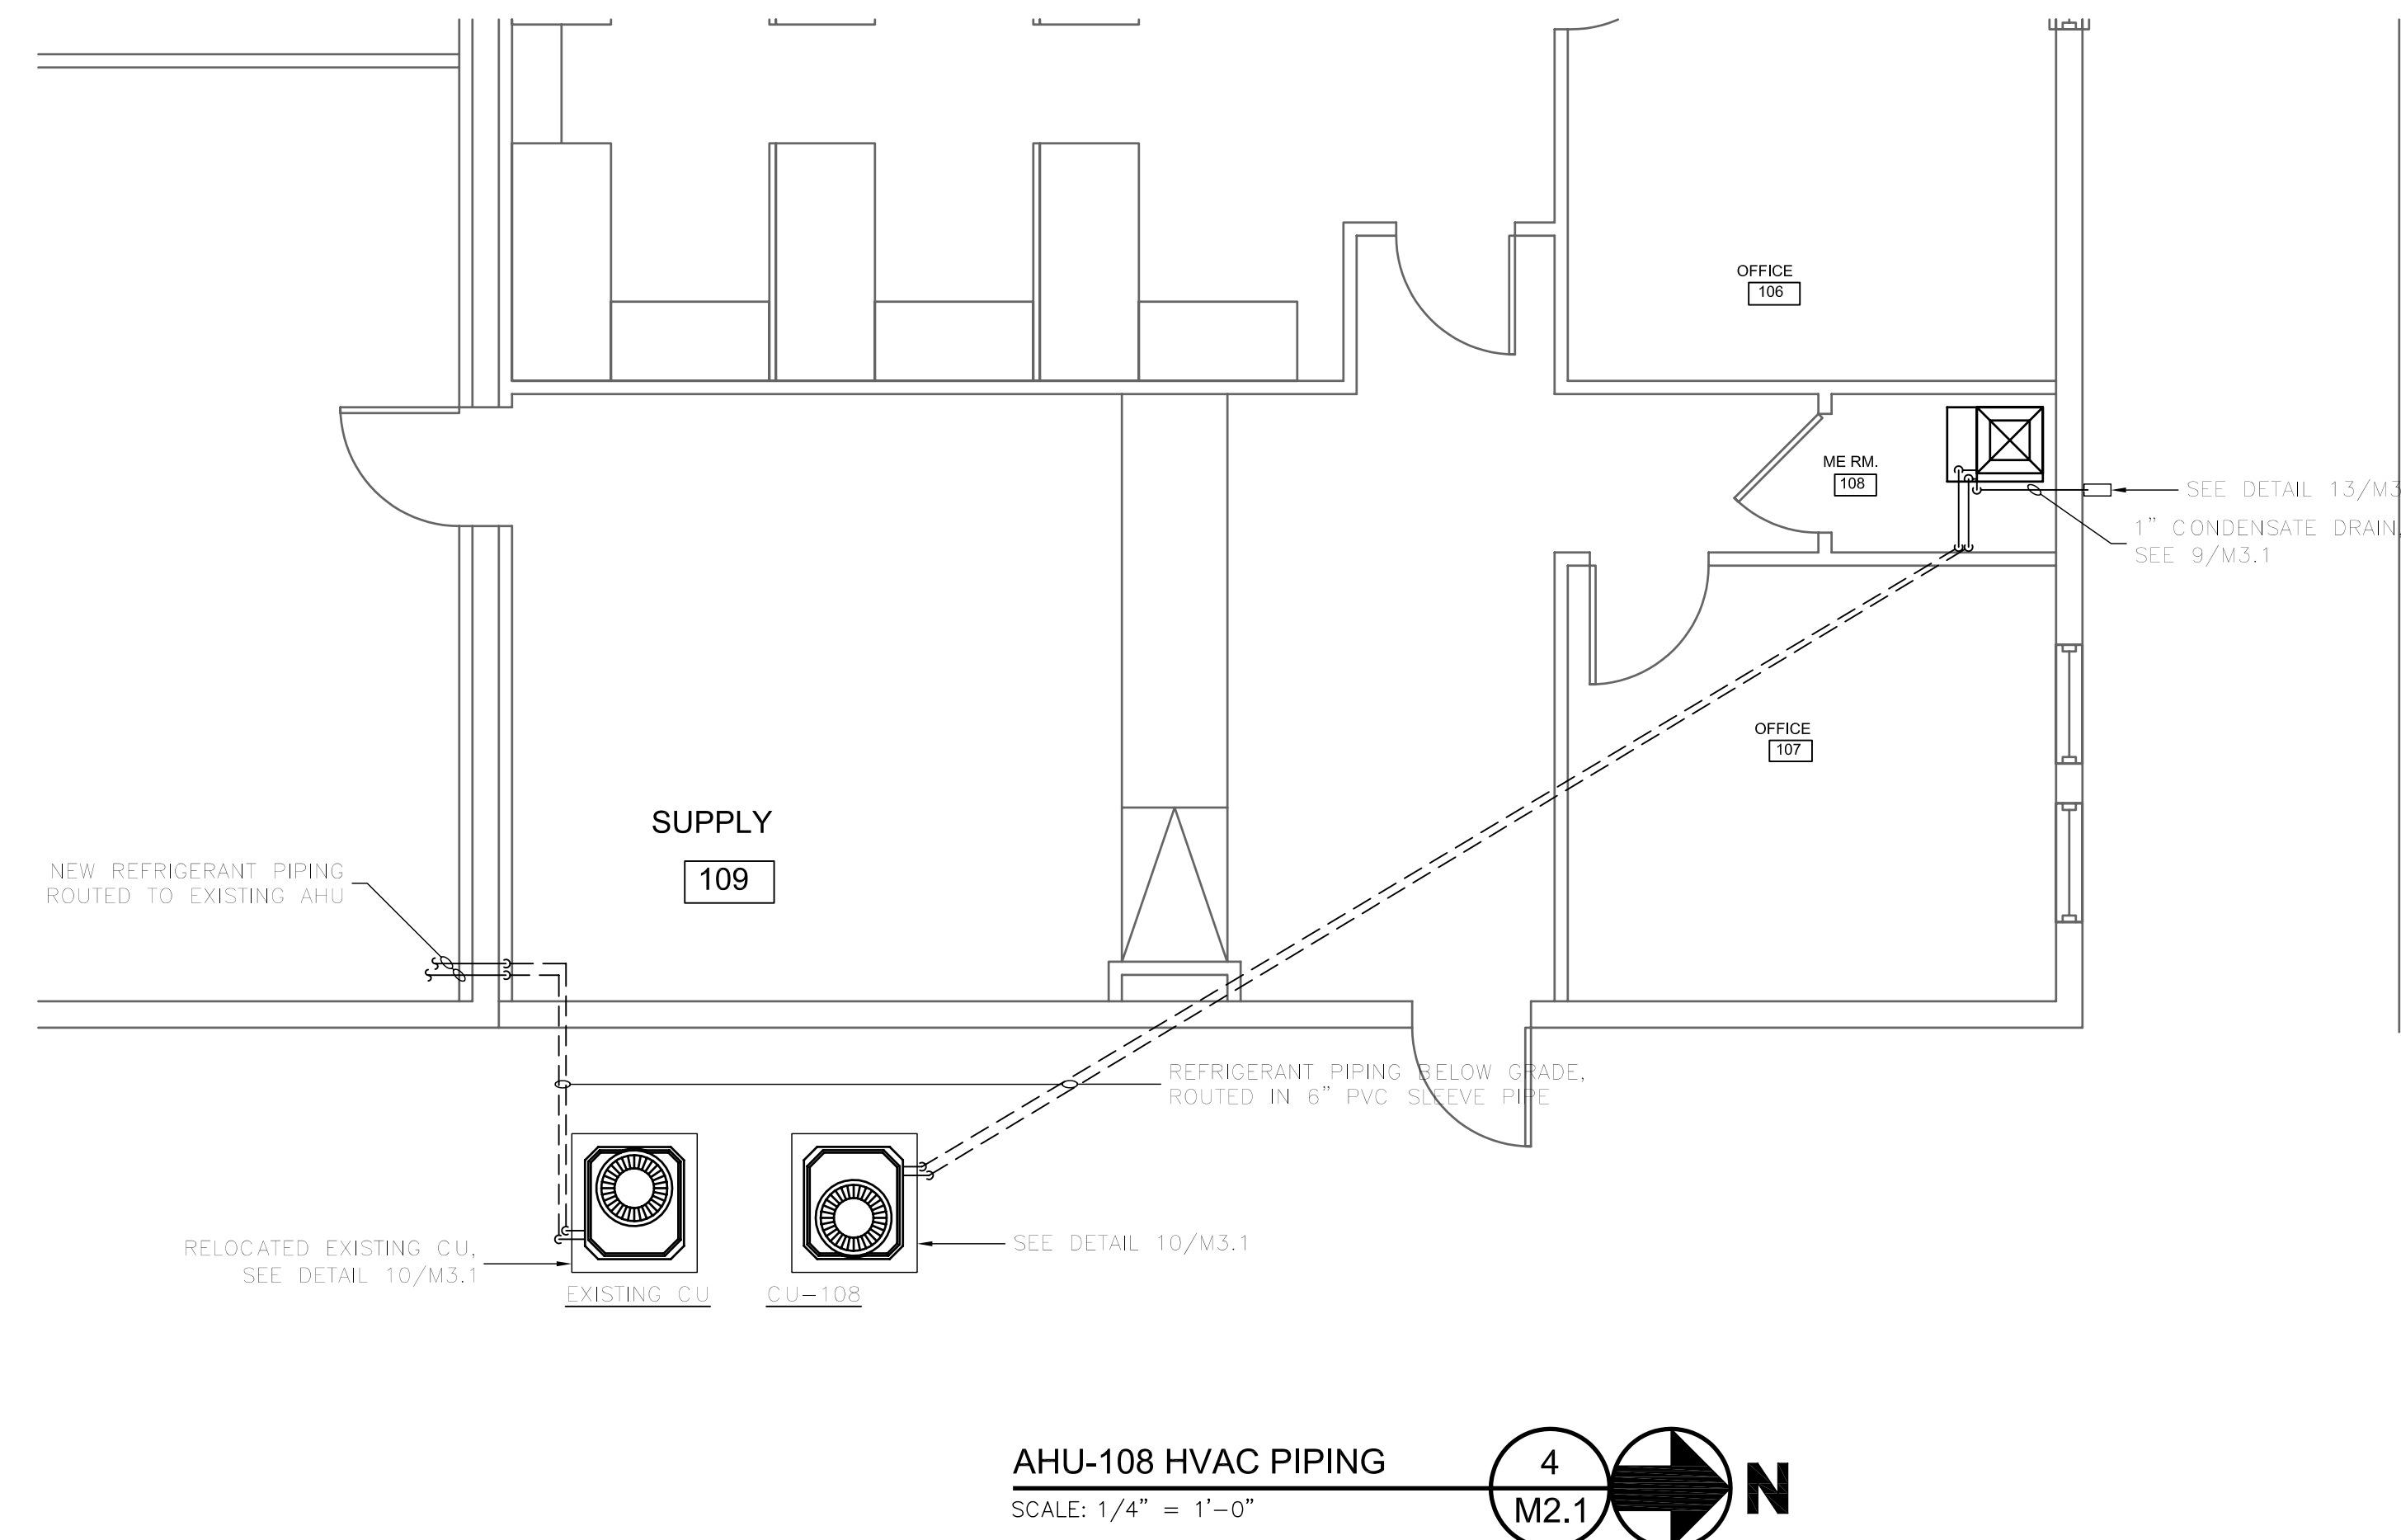 OFFICE
106
ME RM.
108
SEE DETAIL 13/M3
1" CONDENSATE DRAIN,
SEE 9/M3.1
OFFICE
107
SUPPLY
109
NEW REFRIGERANT PIPING
ROUTED TO EXISTING AHU
REFRIGERANT PIPING BELOW GRADE,
ROUTED IN 6" PVC SLEEVE PIPE
RELOCATED EXISTING CU,
SEE DETAIL 10/M3.1
SEE DETAIL 10/M3.1
EXISTING CU
CU-108
AHU-108 HVAC PIPING
SCALE: 1/4" = 1'-0"
4
M2.1
N